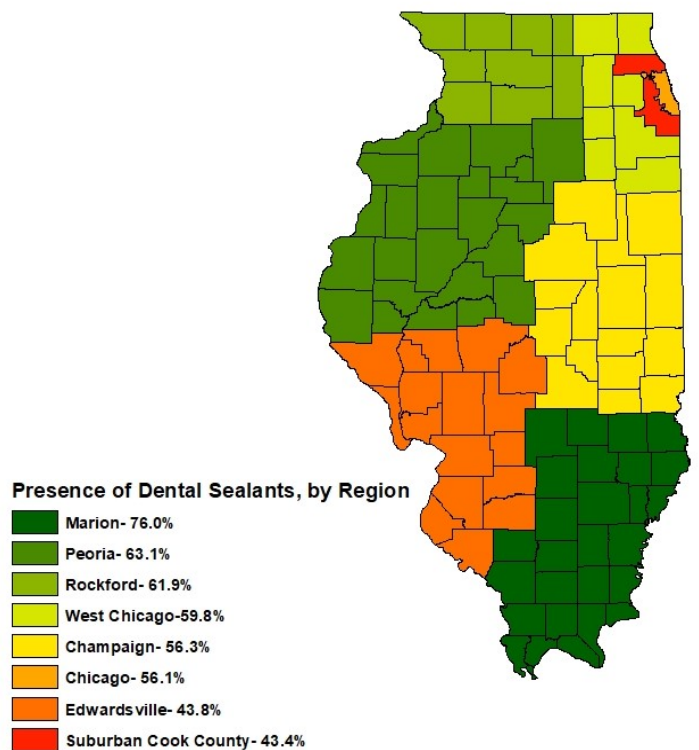 Presence of Dental Sealants, by Region
Marion- 76.0%
Peoria- 63.1%
Rockford- 61.9%
West Chicago-59.8%
Champaign- 56.3%
Chicago- 56.1%
Edwardsville- 43.8%
Suburban Cook County- 43.4%